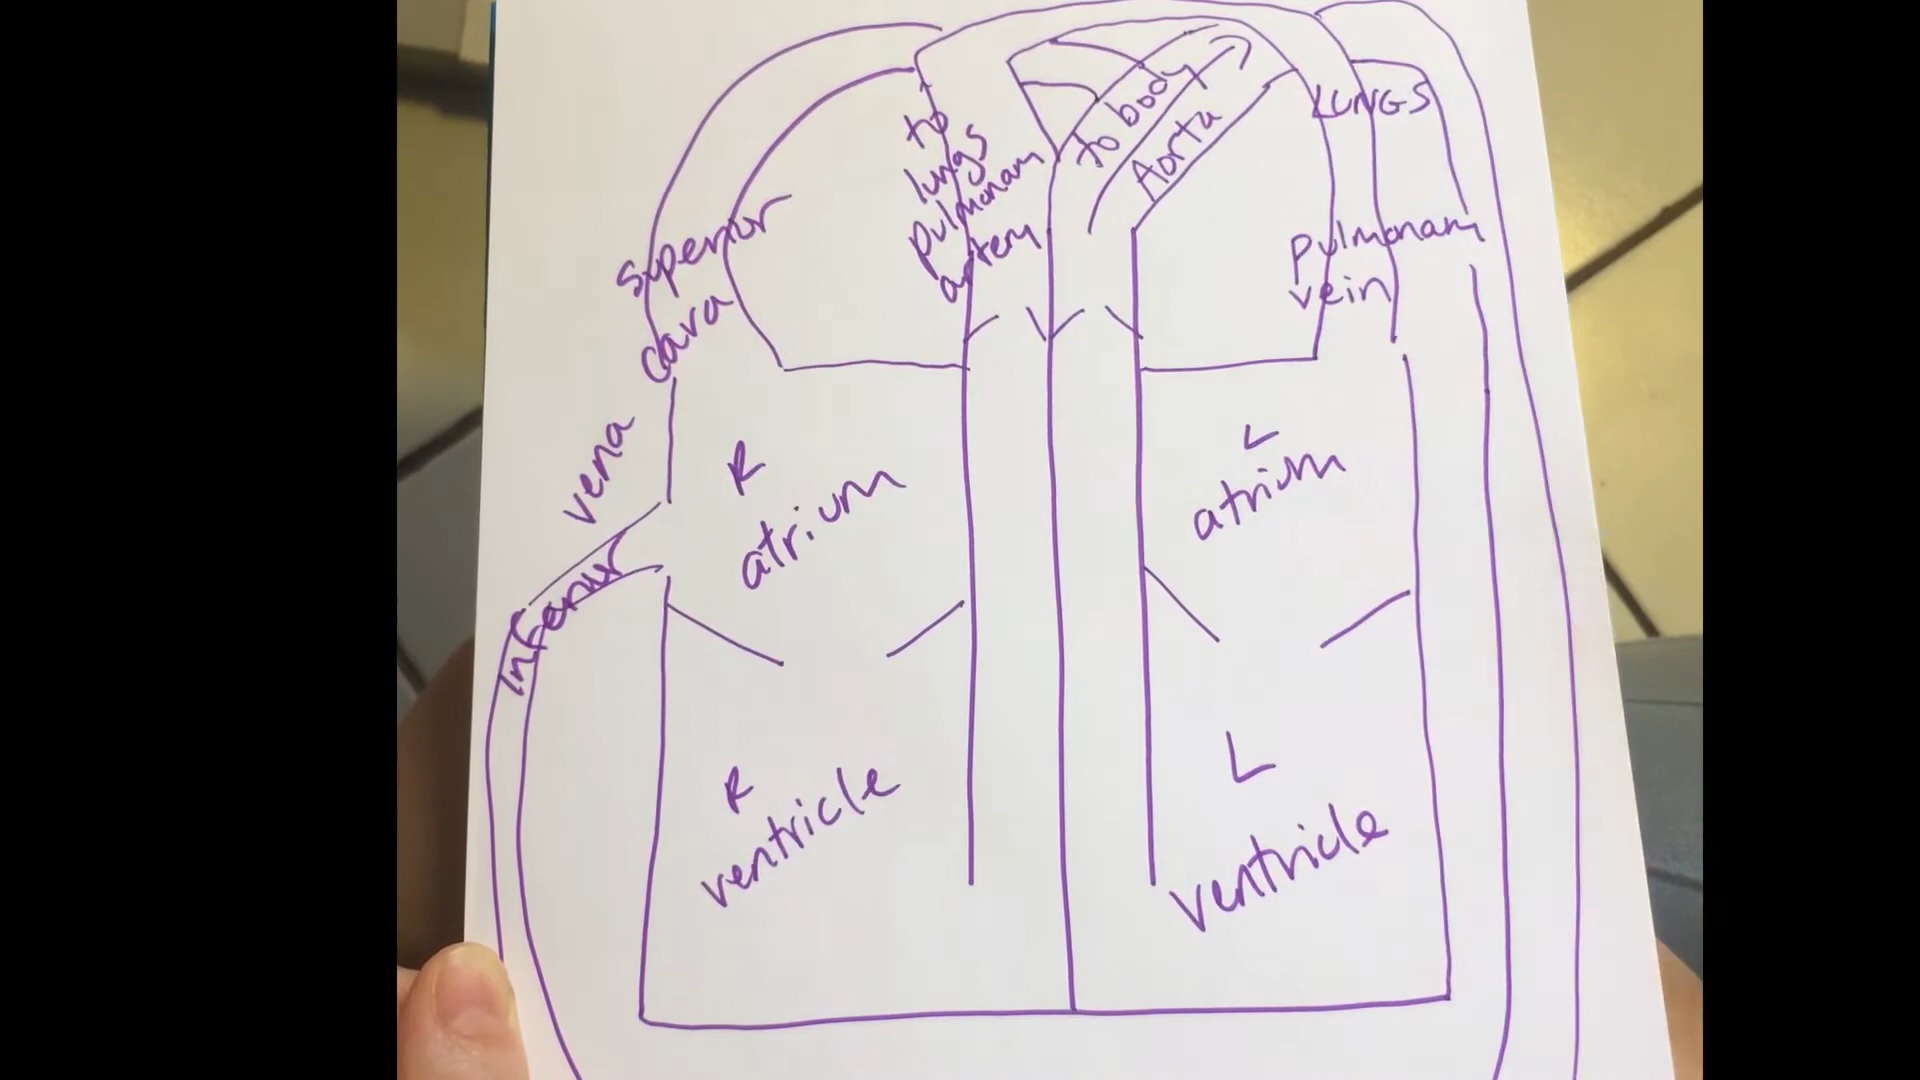 to
lungs
pulmonary
artery
to body
Aorta
LUNGS
superior
cava
vena
Inferior
pulmonary
vein
R
atrium
L
atrium
R
ventricle
L
ventricle